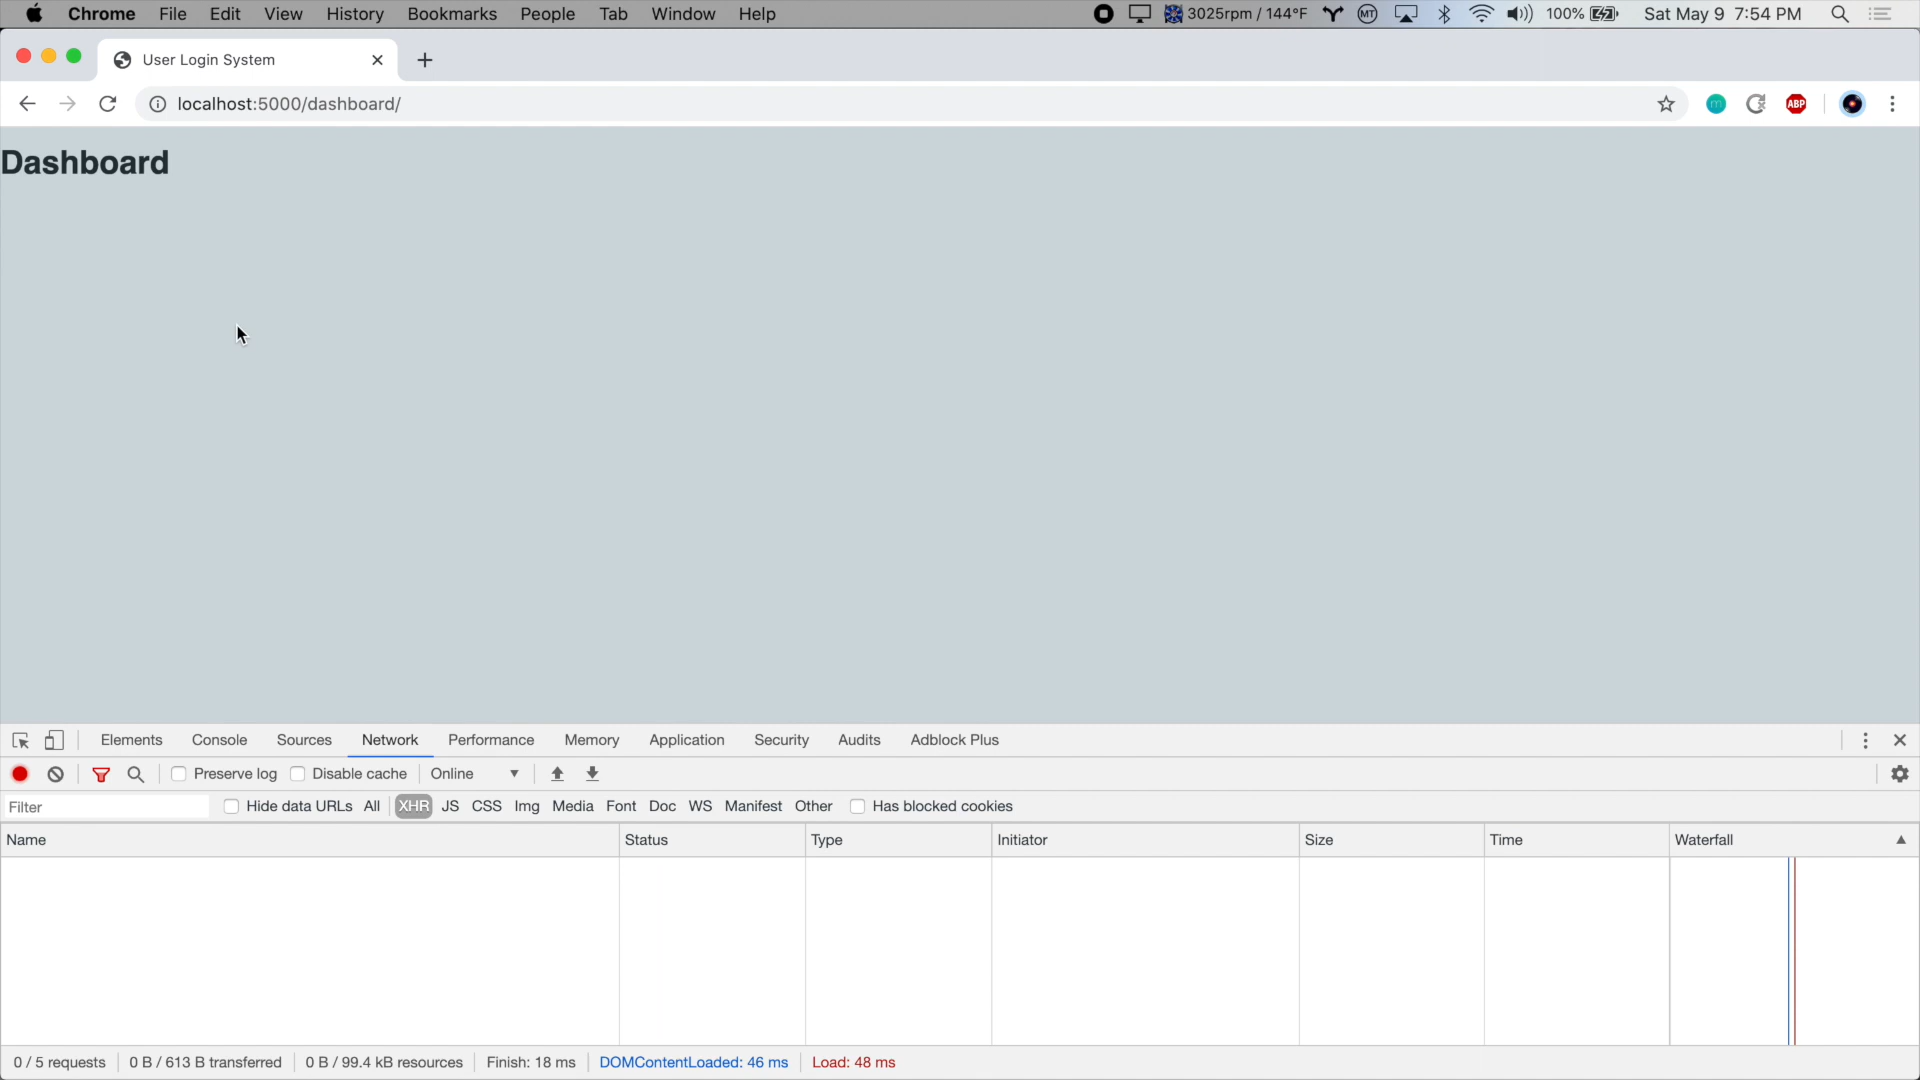 Chrome File Edit View History Bookmarks People Tab Window Help 3025rpm / 144°F MT 100% Sat May 9 7:54 PM
User Login System
localhost:5000/dashboard/ m ABP
Dashboard
Elements Console Sources Network Performance Memory Application Security Audits Adblock Plus
Preserve log Disable cache Online
Filter Hide data URLs All XHR JS CSS Img Media Font Doc WS Manifest Other Has blocked cookies
Name Status Type Initiator Size Time Waterfall
0 / 5 requests 0 B / 613 B transferred 0 B / 99.4 kB resources Finish: 18 ms DOMContentLoaded: 46 ms Load: 48 ms